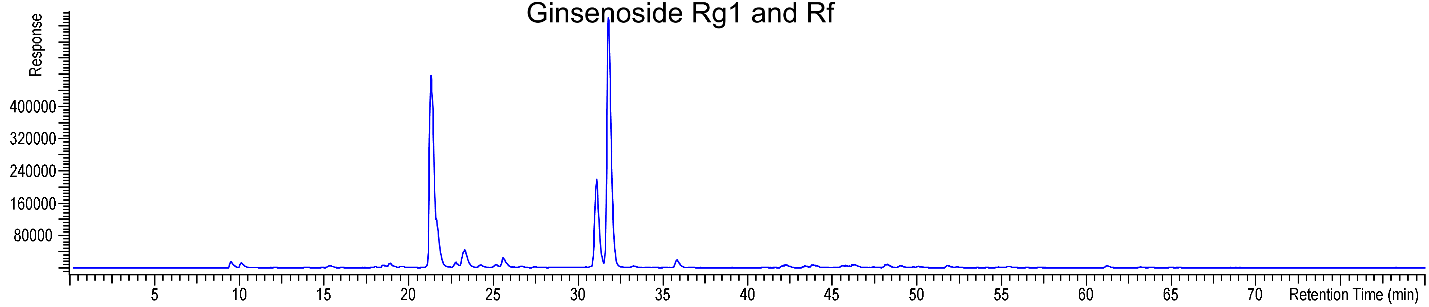 Ginsenoside Rg1 and Rf
Response
400000
320000
240000
160000
80000
5 10 15 20 25 30 35 40 45 50 55 60 65 70 Retention Time (min)